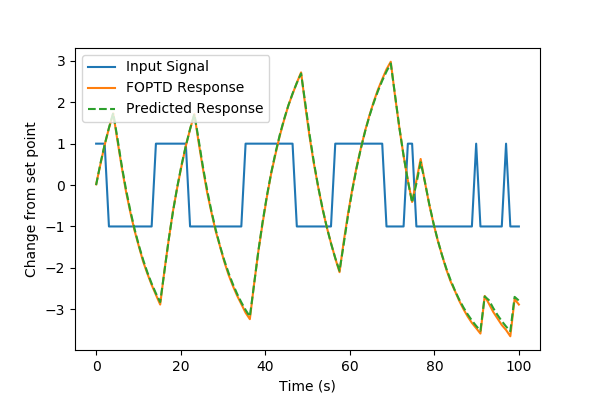 Input Signal
FOPTD Response
Predicted Response
3
2
1
0
−1
−2
−3
Change from set point
0 20 40 60 80 100
Time (s)